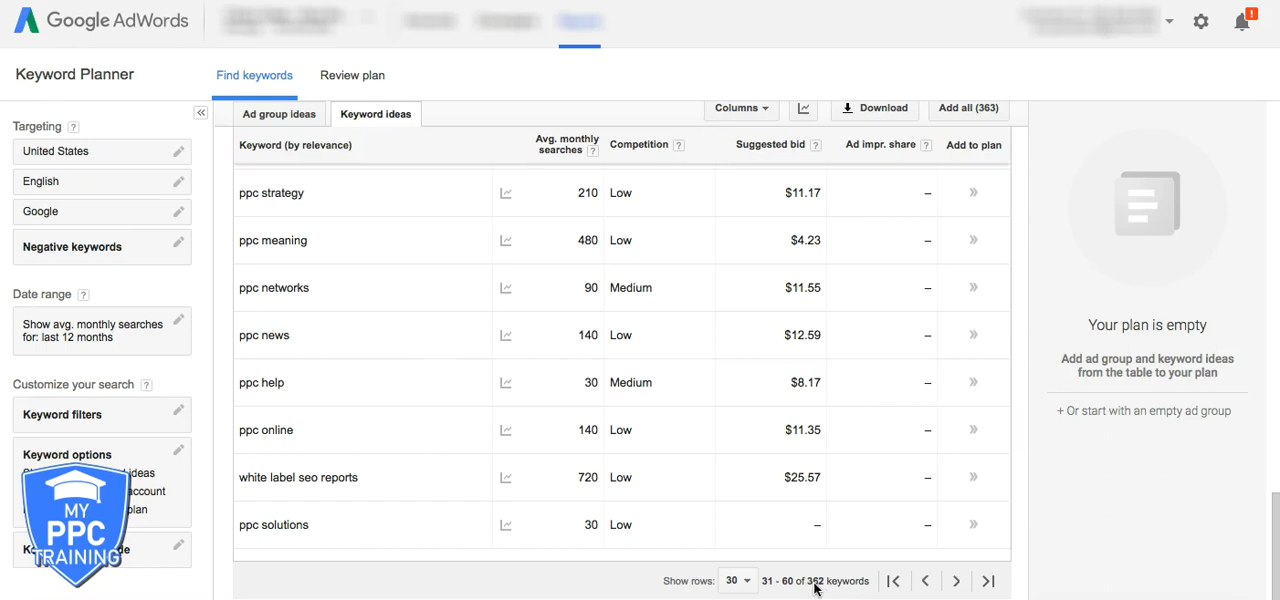 Google AdWords
!
Keyword Planner
Find keywords
Review plan
«
Targeting ?
United States
English
Google
Negative keywords
Date range ?
Show avg. monthly searches
for: last 12 months
Customize your search ?
Keyword filters
Keyword options
ideas
account
plan
MY
PPC
TRAINING
Ad group ideas
Keyword ideas
Columns
Download
Add all (363)
Keyword (by relevance)
Avg. monthly
searches ?
Competition ?
Suggested bid ?
Ad impr. share ?
Add to plan
ppc strategy 210 Low $11.17 – »
ppc meaning 480 Low $4.23 – »
ppc networks 90 Medium $11.55 – »
ppc news 140 Low $12.59 – »
ppc help 30 Medium $8.17 – »
ppc online 140 Low $11.35 – »
white label seo reports 720 Low $25.57 – »
ppc solutions 30 Low – – »
Show rows: 30 31 - 60 of 362 keywords
Your plan is empty
Add ad group and keyword ideas
from the table to your plan
+ Or start with an empty ad group